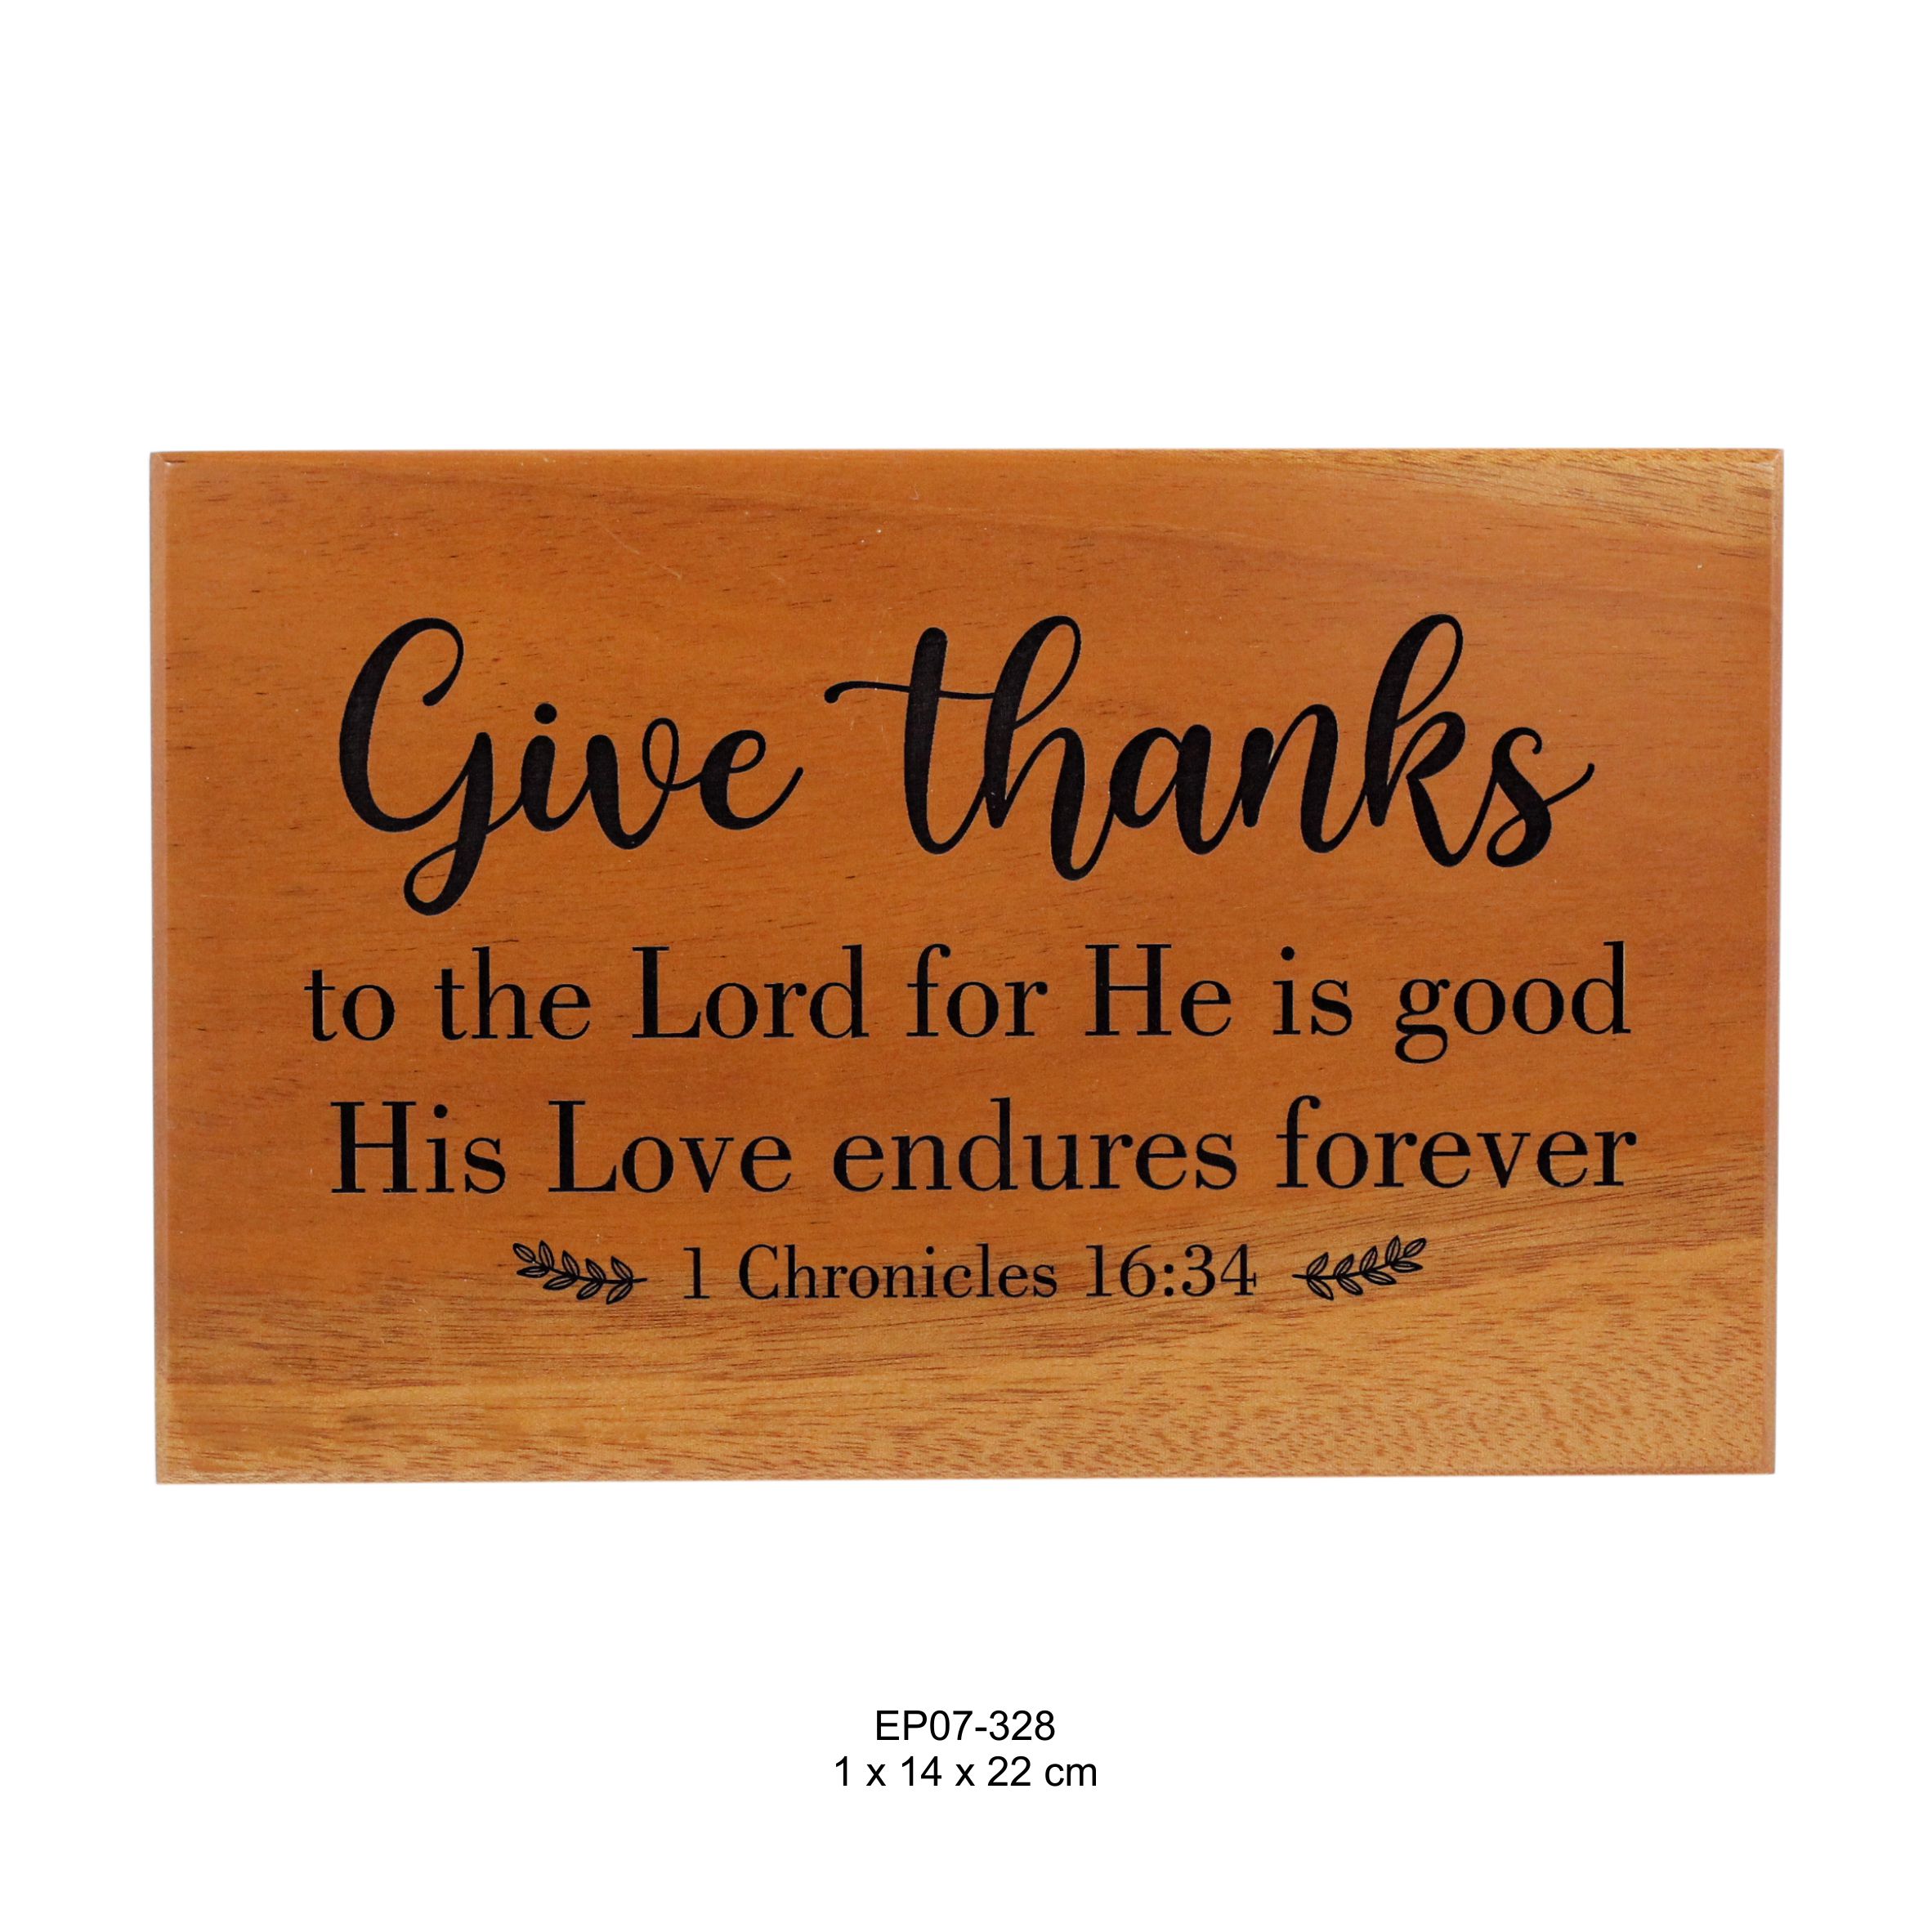 Give thanks
to the Lord for He is good
His Love endures forever
1 Chronicles 16:34
EP07-328
1 x 14 x 22 cm